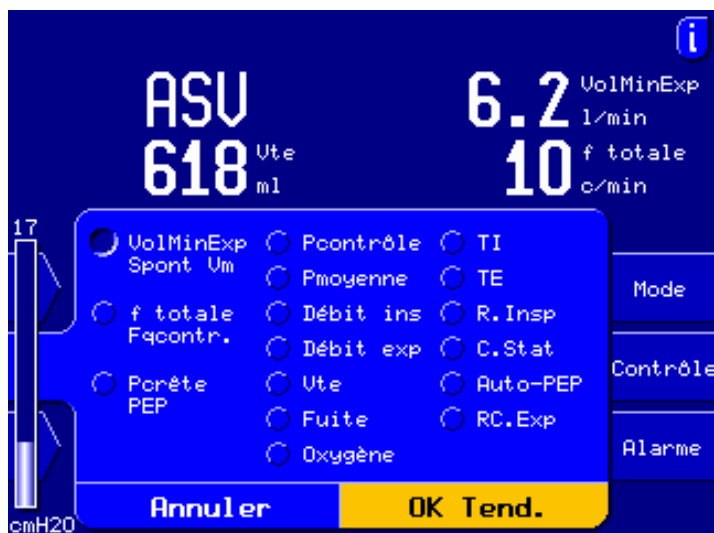 i
ASV
6.2 VolMinExp
l/min
618 Vte
ml
10 f totale
c/min
17
VolMinExp
Spont Vm
f totale
Fqcontr.
Pcrête
PEP
Pcontrôle
Pmoyenne
Débit ins
Débit exp
Vte
Fuite
Oxygène
TI
TE
R.Insp
C.Stat
Auto-PEP
RC.Exp
Mode
Contrôle
Alarme
Annuler
OK Tend.
cmH2O